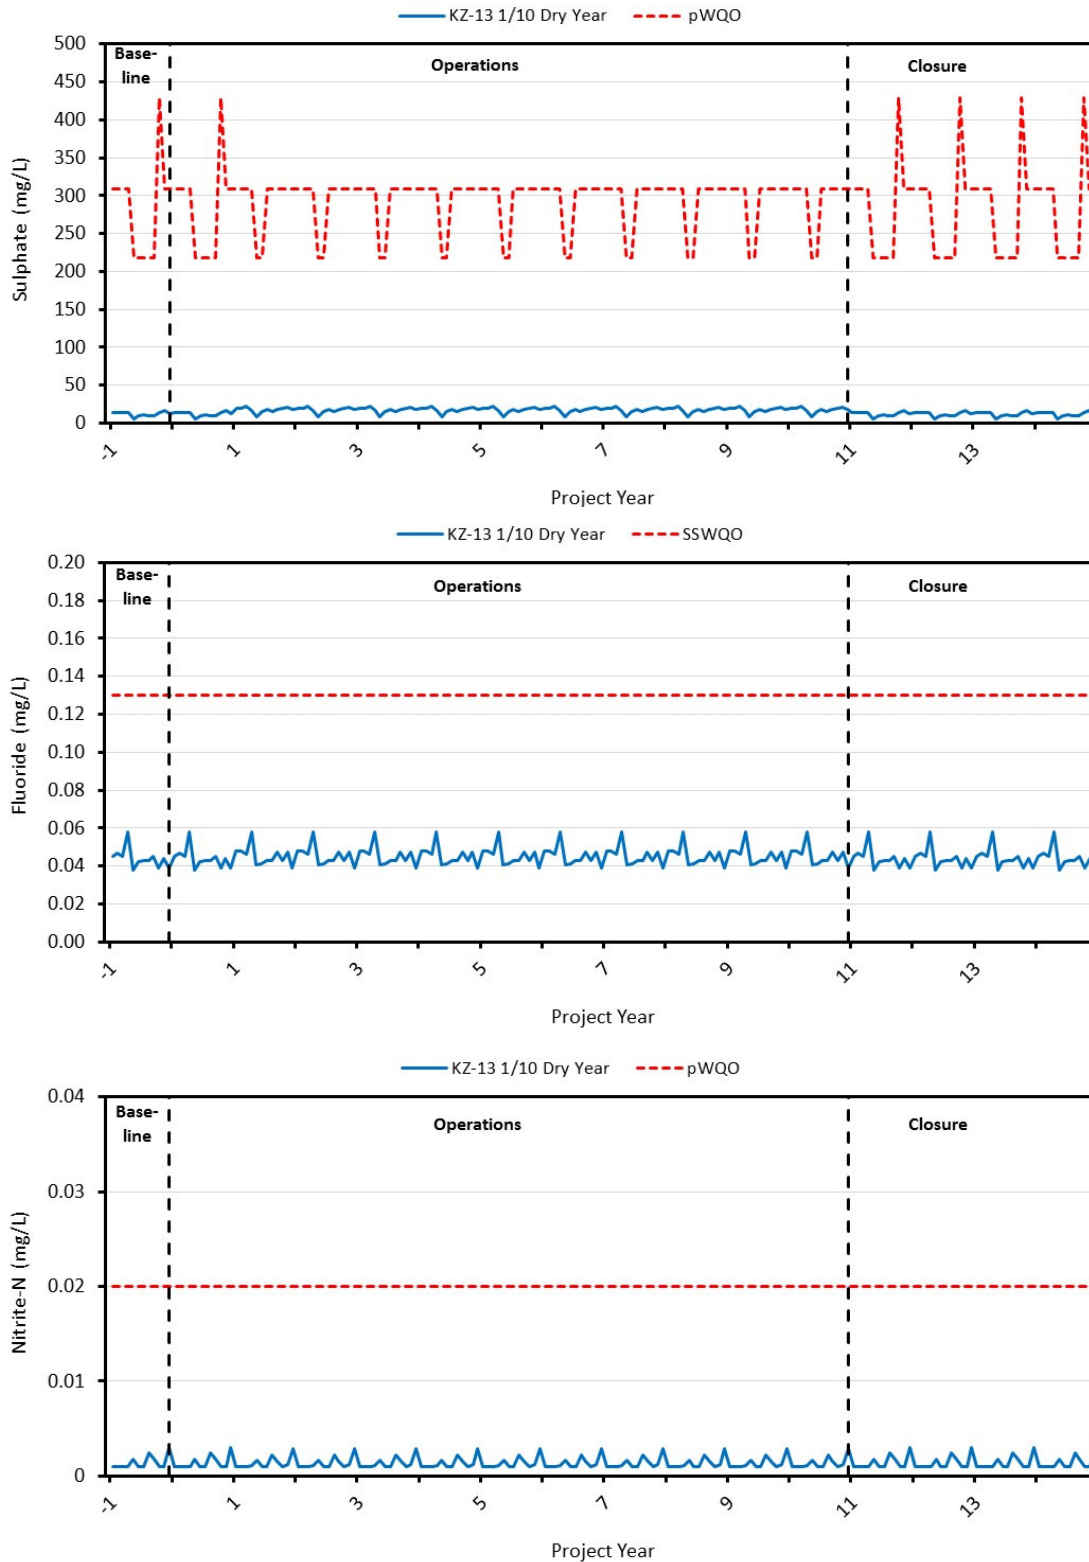 KZ-13 1/10 Dry Year pWQO
500
450
400
350
300
250
200
150
100
50
0
Sulphate (mg/L)
Base-
line
Operations
Closure
-1 1 3 5 7 9 11 13
Project Year
KZ-13 1/10 Dry Year SSWQO
0.20
0.18
0.16
0.14
0.12
0.10
0.08
0.06
0.04
0.02
0.00
Fluoride (mg/L)
Base-
line
Operations
Closure
-1 1 3 5 7 9 11 13
Project Year
KZ-13 1/10 Dry Year pWQO
0.04
0.03
0.02
0.01
0
Nitrite-N (mg/L)
Base-
line
Operations
Closure
-1 1 3 5 7 9 11 13
Project Year